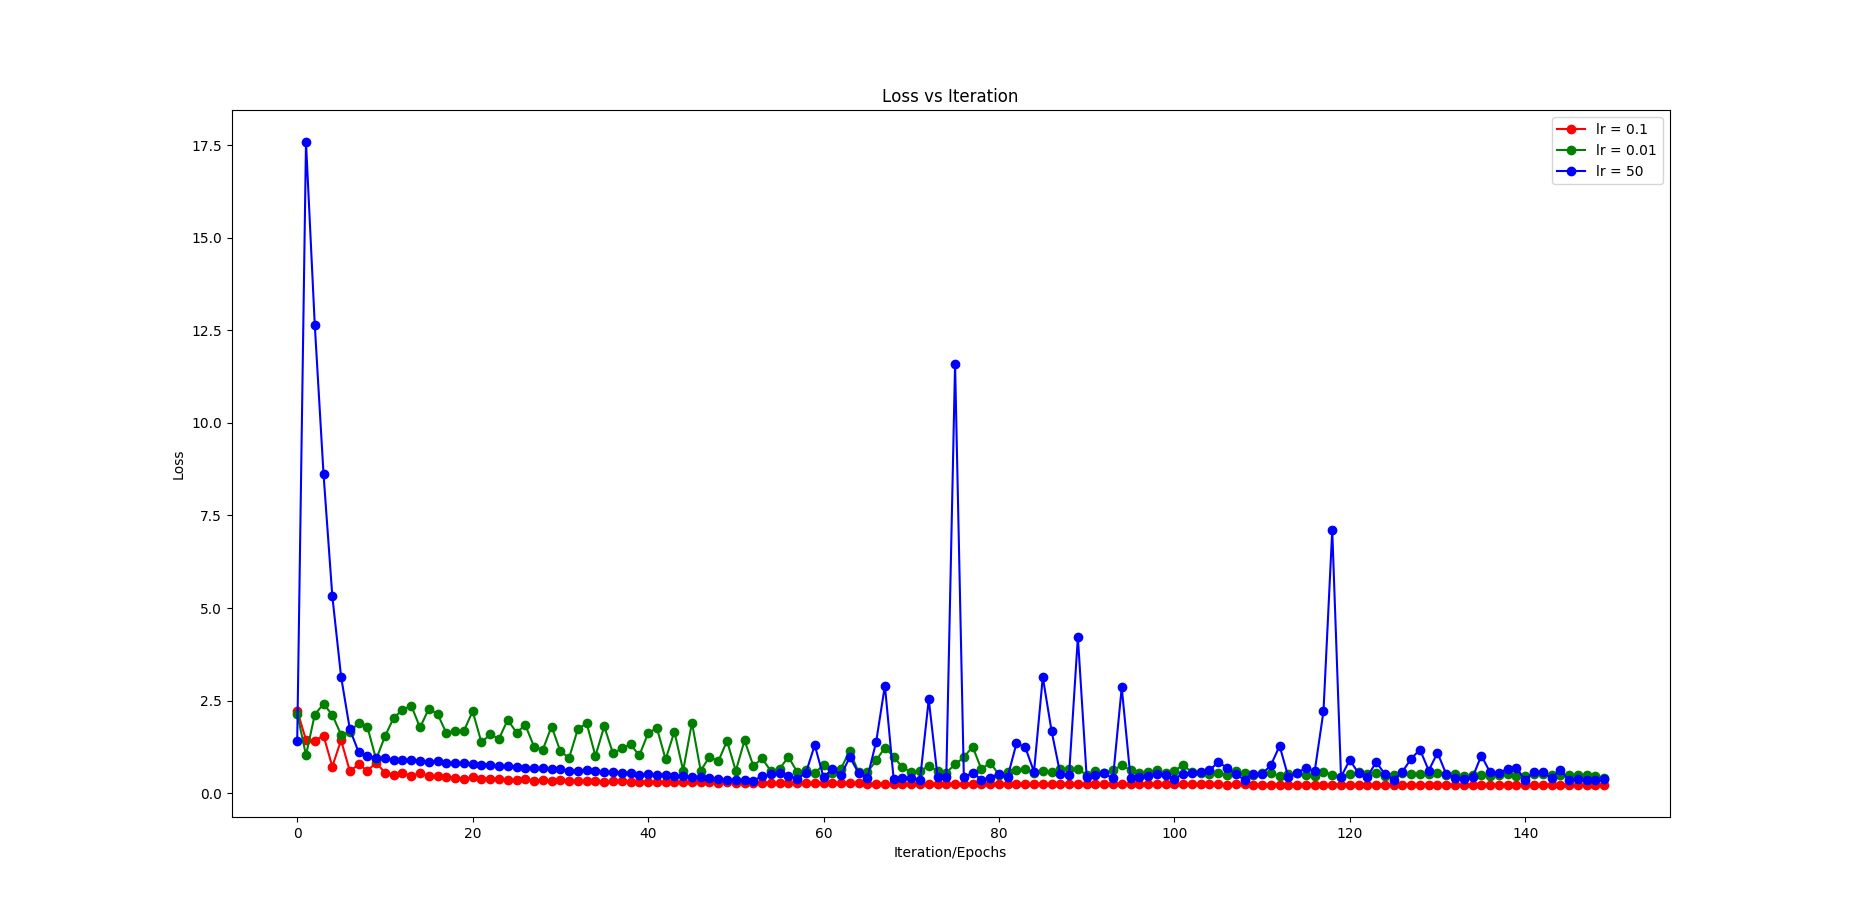 Loss vs Iteration
lr = 0.1
lr = 0.01
lr = 50
17.5
15.0
12.5
10.0
7.5
5.0
2.5
0.0
Loss
0 20 40 60 80 100 120 140
Iteration/Epochs